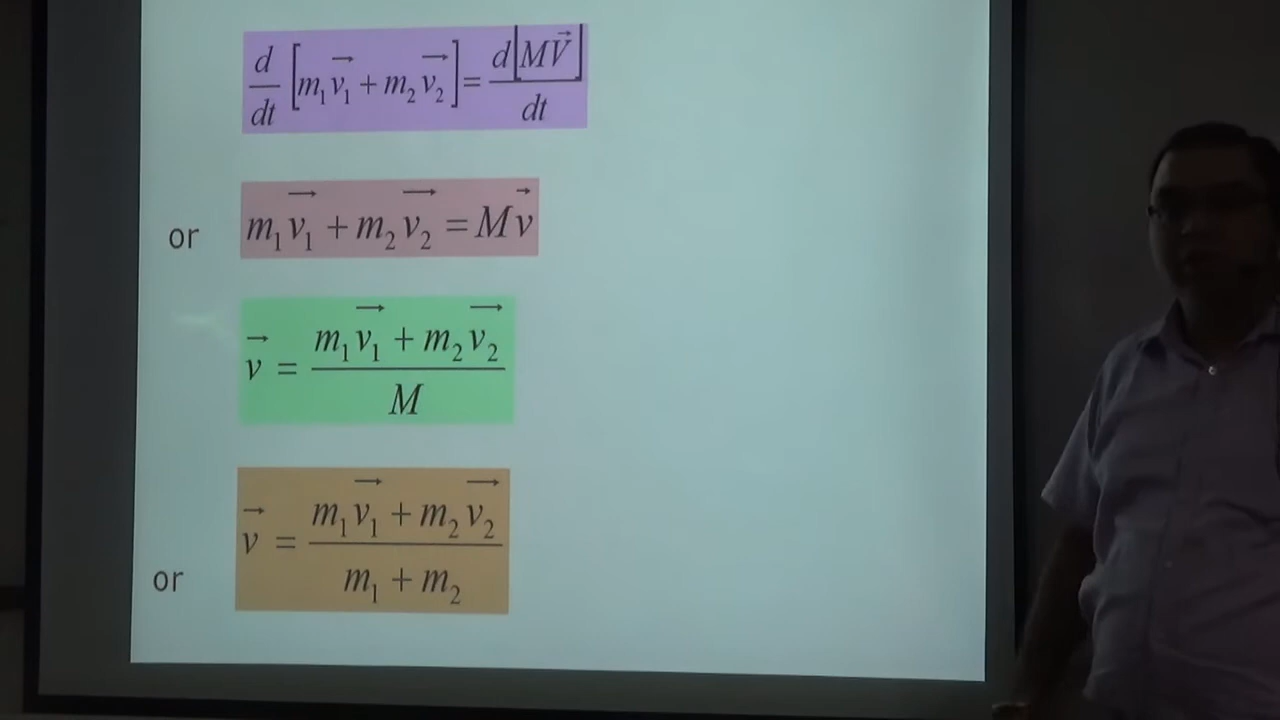 d/dt [m₁v₁⃗ + m₂v₂⃗] = d[MV⃗]/dt
or m₁v₁⃗ + m₂v₂⃗ = Mv⃗
v⃗ = (m₁v₁⃗ + m₂v₂⃗)/M
or v⃗ = (m₁v₁⃗ + m₂v₂⃗)/(m₁ + m₂)